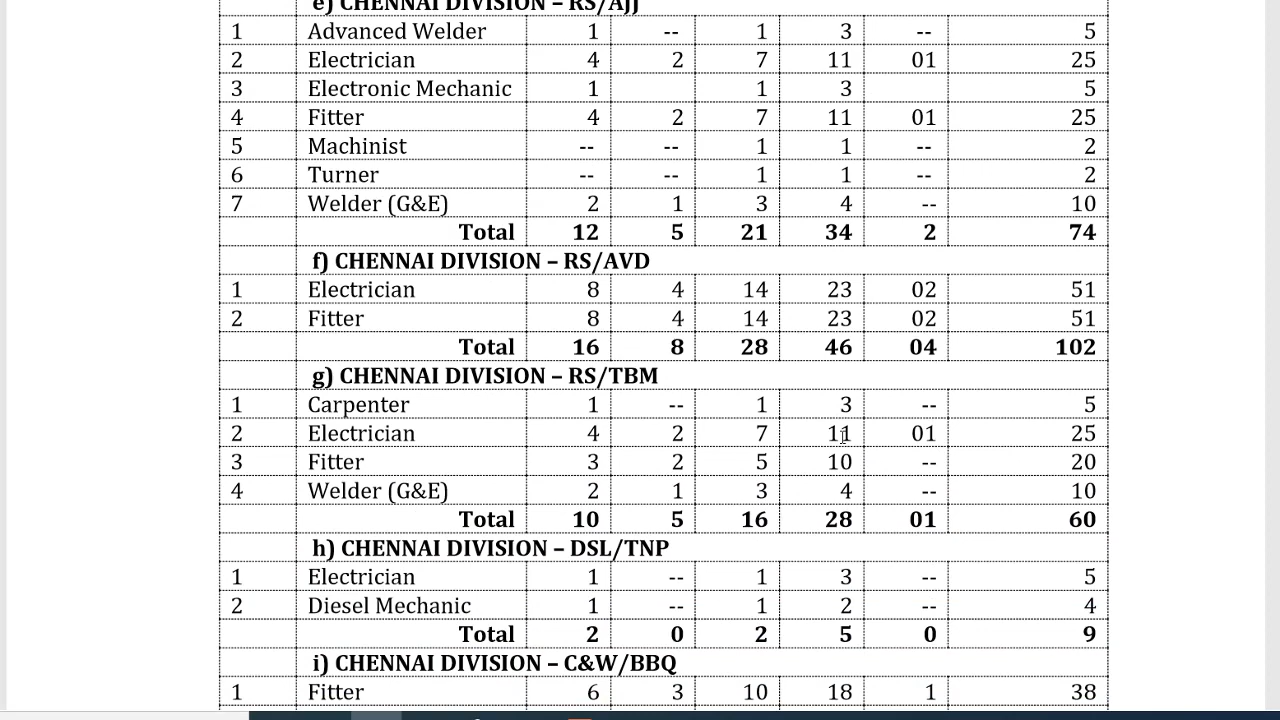 e) CHENNAI DIVISION – RS/AJJ
1 Advanced Welder 1 -- 1 3 -- 5
2 Electrician 4 2 7 11 01 25
3 Electronic Mechanic 1 1 3 5
4 Fitter 4 2 7 11 01 25
5 Machinist -- -- 1 1 -- 2
6 Turner -- -- 1 1 -- 2
7 Welder (G&E) 2 1 3 4 -- 10
Total 12 5 21 34 2 74
f) CHENNAI DIVISION – RS/AVD
1 Electrician 8 4 14 23 02 51
2 Fitter 8 4 14 23 02 51
Total 16 8 28 46 04 102
g) CHENNAI DIVISION – RS/TBM
1 Carpenter 1 -- 1 3 -- 5
2 Electrician 4 2 7 11 01 25
3 Fitter 3 2 5 10 -- 20
4 Welder (G&E) 2 1 3 4 -- 10
Total 10 5 16 28 01 60
h) CHENNAI DIVISION – DSL/TNP
1 Electrician 1 -- 1 3 -- 5
2 Diesel Mechanic 1 -- 1 2 -- 4
Total 2 0 2 5 0 9
i) CHENNAI DIVISION – C&W/BBQ
1 Fitter 6 3 10 18 1 38